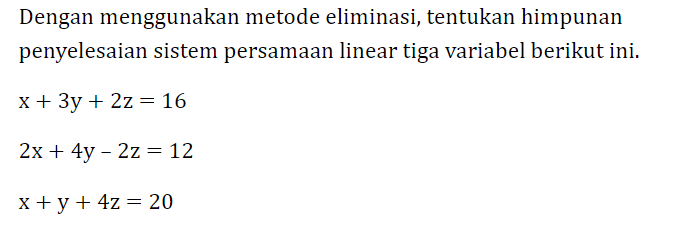 Dengan menggunakan metode eliminasi, tentukan himpunan
penyelesaian sistem persamaan linear tiga variabel berikut ini.
x + 3y + 2z = 16
2x + 4y – 2z = 12
x + y + 4z = 20